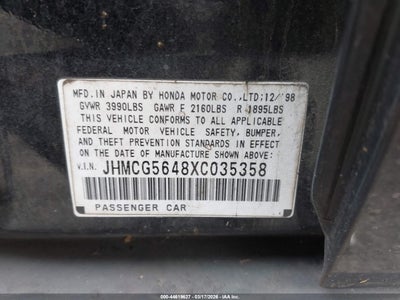 MFD.IN JAPAN BY HONDA MOTOR CO.,LTD:12/'98
GVWR 3990LBS GAWR F 2160LBS R 1895LBS
THIS VEHICLE CONFORMS TO ALL APPLICABLE
FEDERAL MOTOR VEHICLE SAFETY, BUMPER,
AND THEFT PREVENTION STANDARDS IN
EFFECT ON THE DATE OF
DATE OF MANUFACTURE SHOWN ABOVE.
V.I.N. JHMCG5648XC035358
PASSENGER CAR
© 44619637 - 03/17/2026 - IAA, Inc.